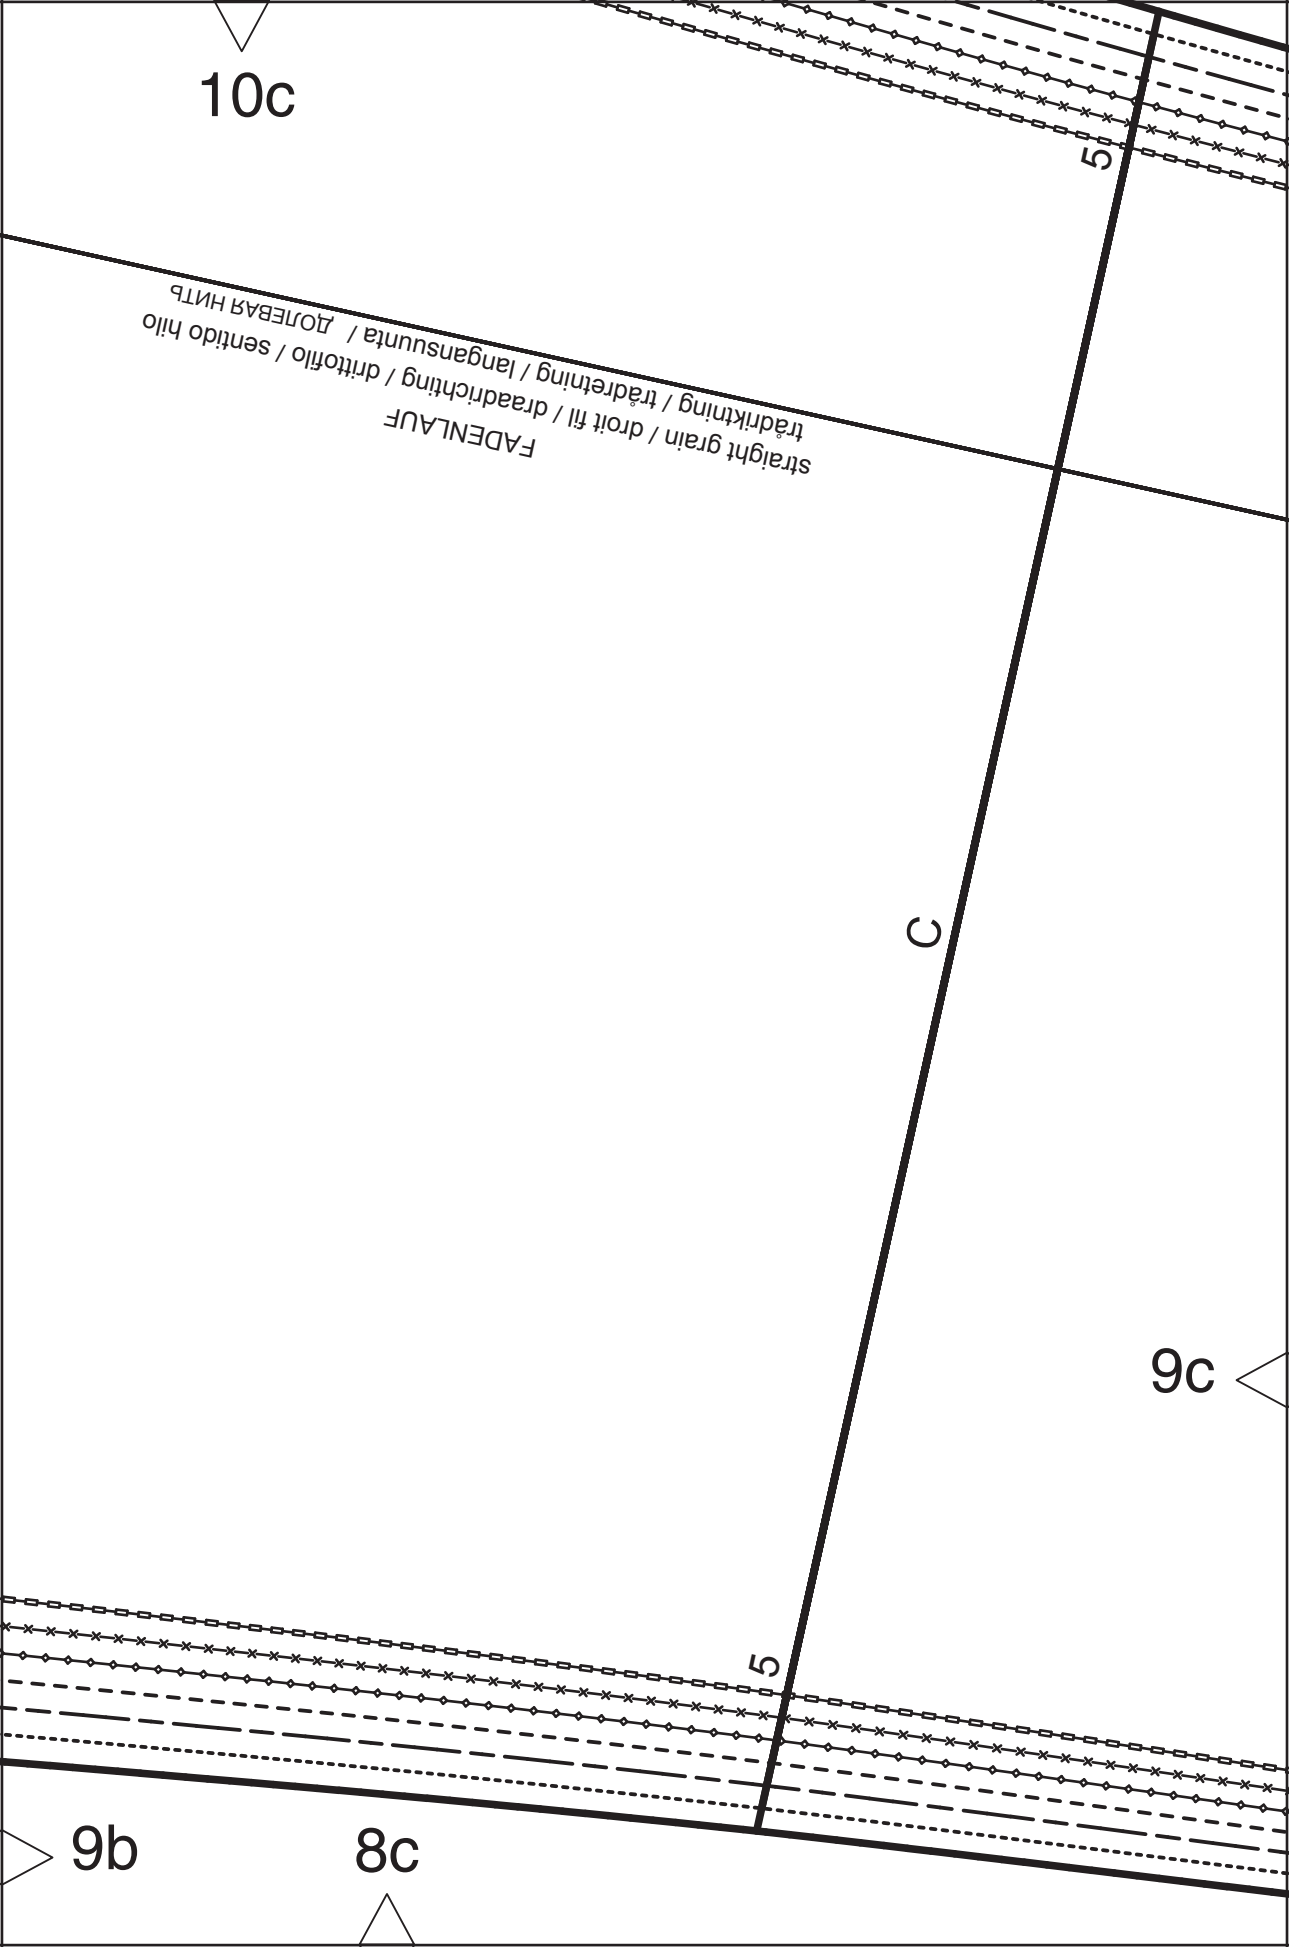 10c
5
FADENLAUF
straight grain / droit fil / draadrichting / drittofilo / sentido hilo
trådriktning / trådretning / langansuunta / ДОЛЕВАЯ НИТЬ
C
9c
5
9b
8c